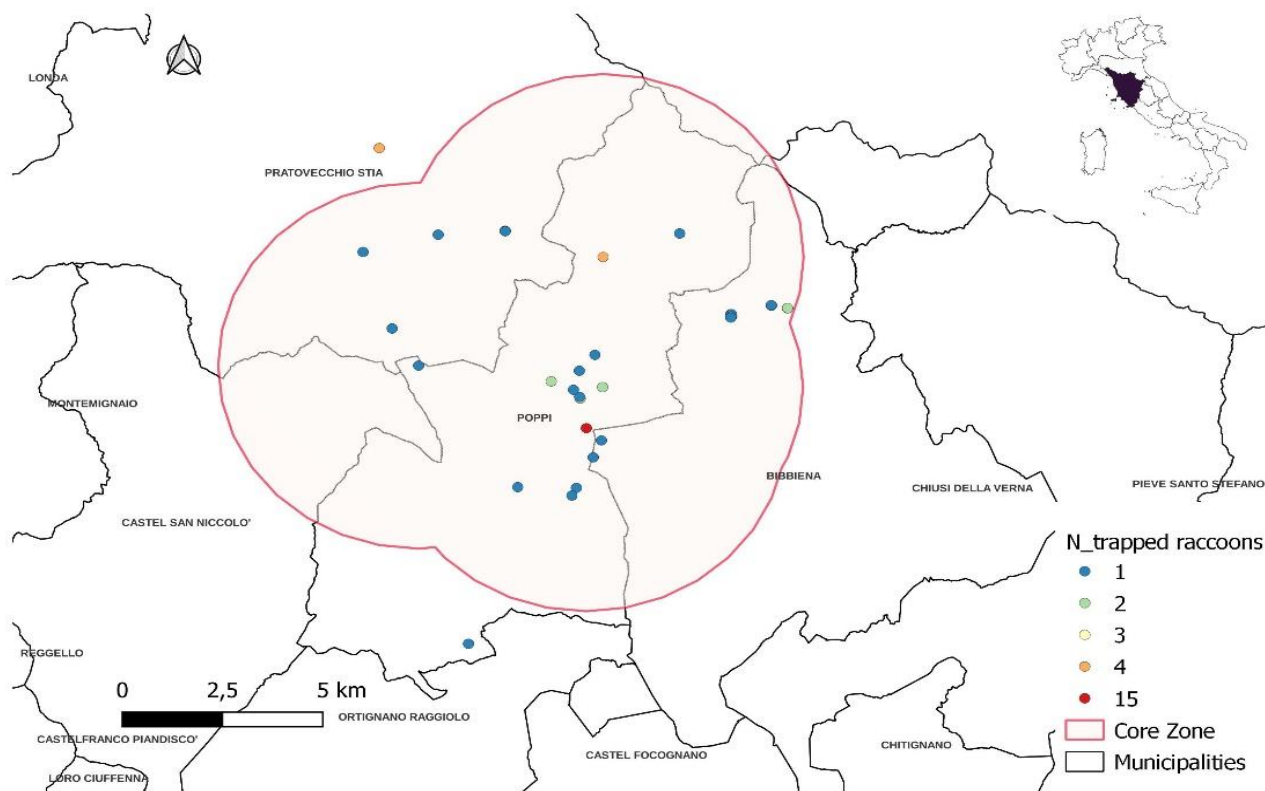 LONDA
PRATOVECCHIO STIA
MONTEMIGNAIO
POPPI
BIBBIENA
CHIUSI DELLA VERNA
PIEVE SANTO STEFANO
CASTEL SAN NICCOLO'
REGGELLO
0 2,5 5 km
ORTIGNANO RAGGIOLO
CASTELFRANCO PIANDISCO'
CASTEL FOCOGNANO
CHITIGNANO
LORO CIUFFENNA
N_trapped raccoons
1
2
3
4
15
Core Zone
Municipalities